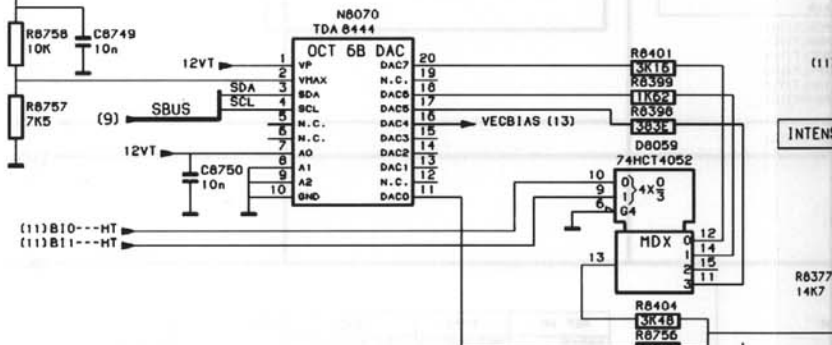 N8070
TDA8444
OCT 6B DAC
R8758
10K
C8749
10n
R8757
7K5
12VT
(9)
SBUS
SDA
SCL
12VT
C8750
10n
1 VP DAC7 20
2 VMAX N.C. 19
3 SDA DAC6 18
4 SCL DAC5 17
5 N.C. DAC4 16
6 N.C. DAC3 15
7 A0 DAC2 14
8 A1 DAC1 13
9 A2 N.C. 12
10 GND DAC0 11
VECBIAS (13)
R8401
3K16
R8399
1K62
R8398
383E
(11
INTENS
D8059
74HCT4052
10 0
9 1
4X 0
3
6 G4
(11)BI0---HT
(11)BI1---HT
MDX
13
0 12
1 14
2 15
3 11
R8377
14K7
R8404
3K48
R8756